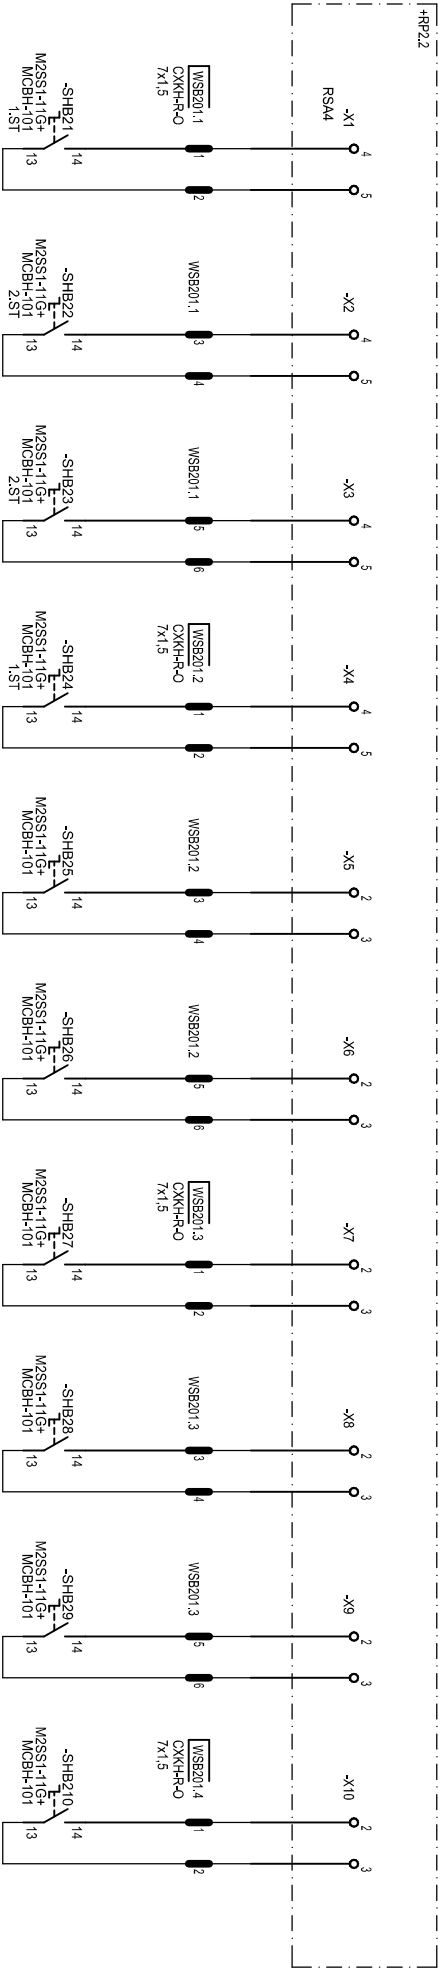 +RP2.2
-X1
RSA4
4
5
WSB201.1
CXKH-R-O
7x1,5
1
2
-SHB21
M2SS1-11G+
MCBH-101
1.ST
14
13
-X2
4
5
WSB201.1
3
4
-SHB22
M2SS1-11G+
MCBH-101
2.ST
14
13
-X3
4
5
WSB201.1
5
6
-SHB23
M2SS1-11G+
MCBH-101
2.ST
14
13
-X4
4
5
WSB201.2
CXKH-R-O
7x1,5
1
2
-SHB24
M2SS1-11G+
MCBH-101
1.ST
14
13
-X5
2
3
WSB201.2
3
4
-SHB25
M2SS1-11G+
MCBH-101
14
13
-X6
2
3
WSB201.2
5
6
-SHB26
M2SS1-11G+
MCBH-101
14
13
-X7
2
3
WSB201.3
CXKH-R-O
7x1,5
1
2
-SHB27
M2SS1-11G+
MCBH-101
14
13
-X8
2
3
WSB201.3
3
4
-SHB28
M2SS1-11G+
MCBH-101
14
13
-X9
2
3
WSB201.3
5
6
-SHB29
M2SS1-11G+
MCBH-101
14
13
-X10
2
3
WSB201.4
CXKH-R-O
7x1,5
1
2
-SHB210
M2SS1-11G+
MCBH-101
14
13